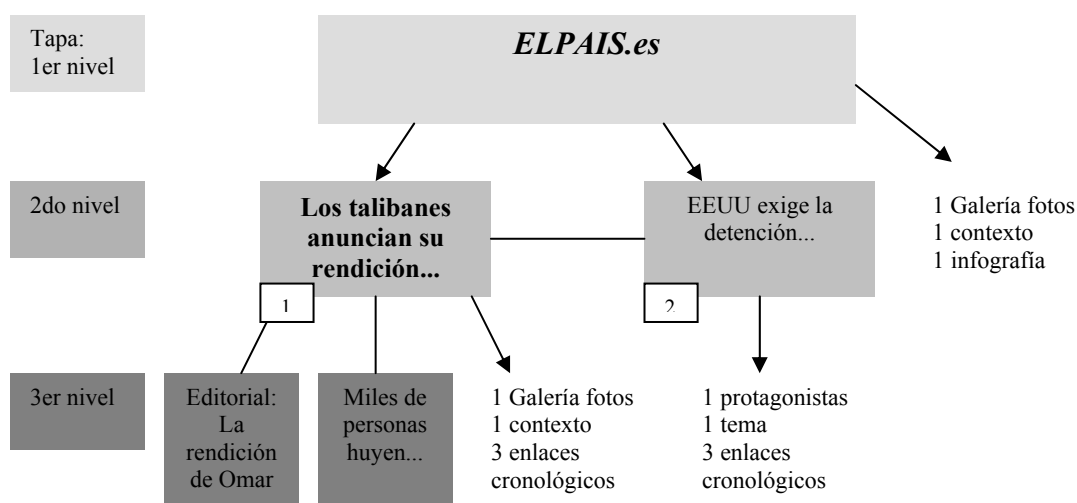 Tapa:
1er nivel
ELPAIS.es
2do nivel
Los talibanes
anuncian su
rendición...
EEUU exige la
detención...
1 Galería fotos
1 contexto
1 infografía
1
2
3er nivel
Editorial:
La
rendición
de Omar
Miles de
personas
huyen...
1 Galería fotos
1 contexto
3 enlaces
cronológicos
1 protagonistas
1 tema
3 enlaces
cronológicos